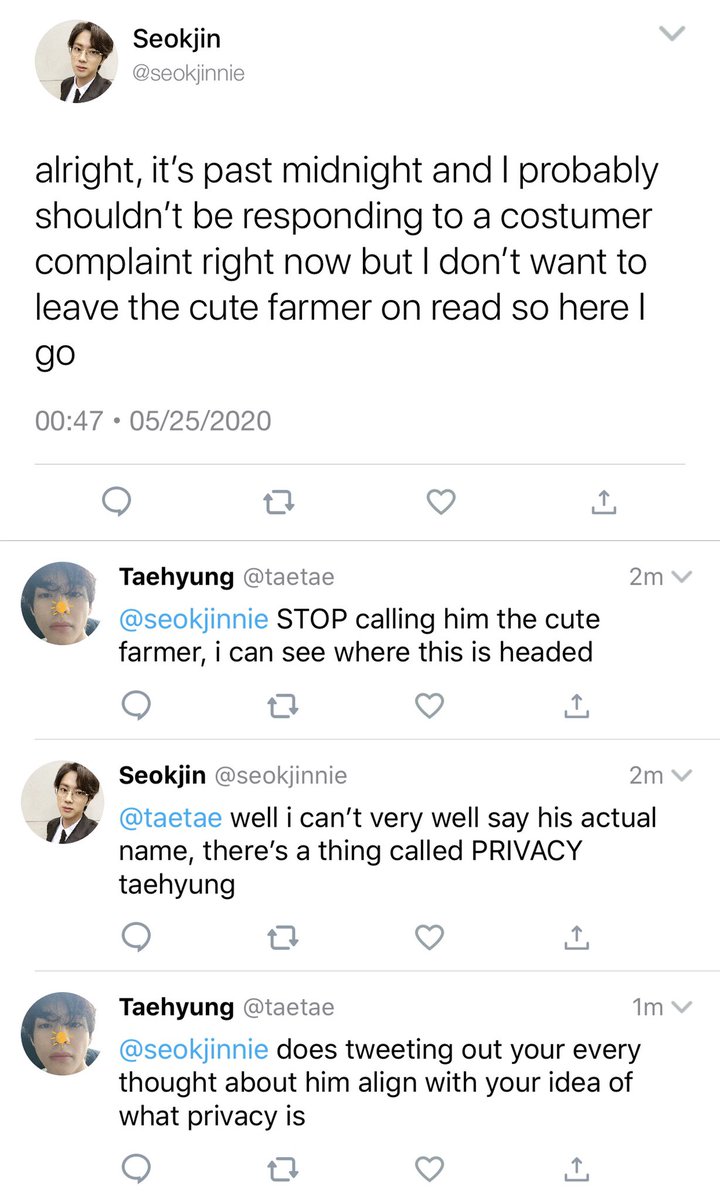 Seokjin
@seokjinnie
alright, it’s past midnight and I probably
shouldn’t be responding to a costumer
complaint right now but I don’t want to
leave the cute farmer on read so here I
go
00:47 • 05/25/2020
Taehyung @taetae 2m
@seokjinnie STOP calling him the cute
farmer, i can see where this is headed
Seokjin @seokjinnie 2m
@taetae well i can’t very well say his actual
name, there’s a thing called PRIVACY
taehyung
Taehyung @taetae 1m
@seokjinnie does tweeting out your every
thought about him align with your idea of
what privacy is